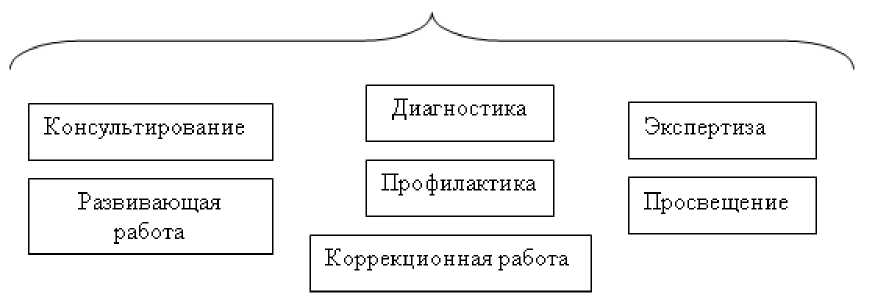 Консультирование
Развивающая
работа
Диагностика
Профилактика
Коррекционная работа
Экспертиза
Просвещение